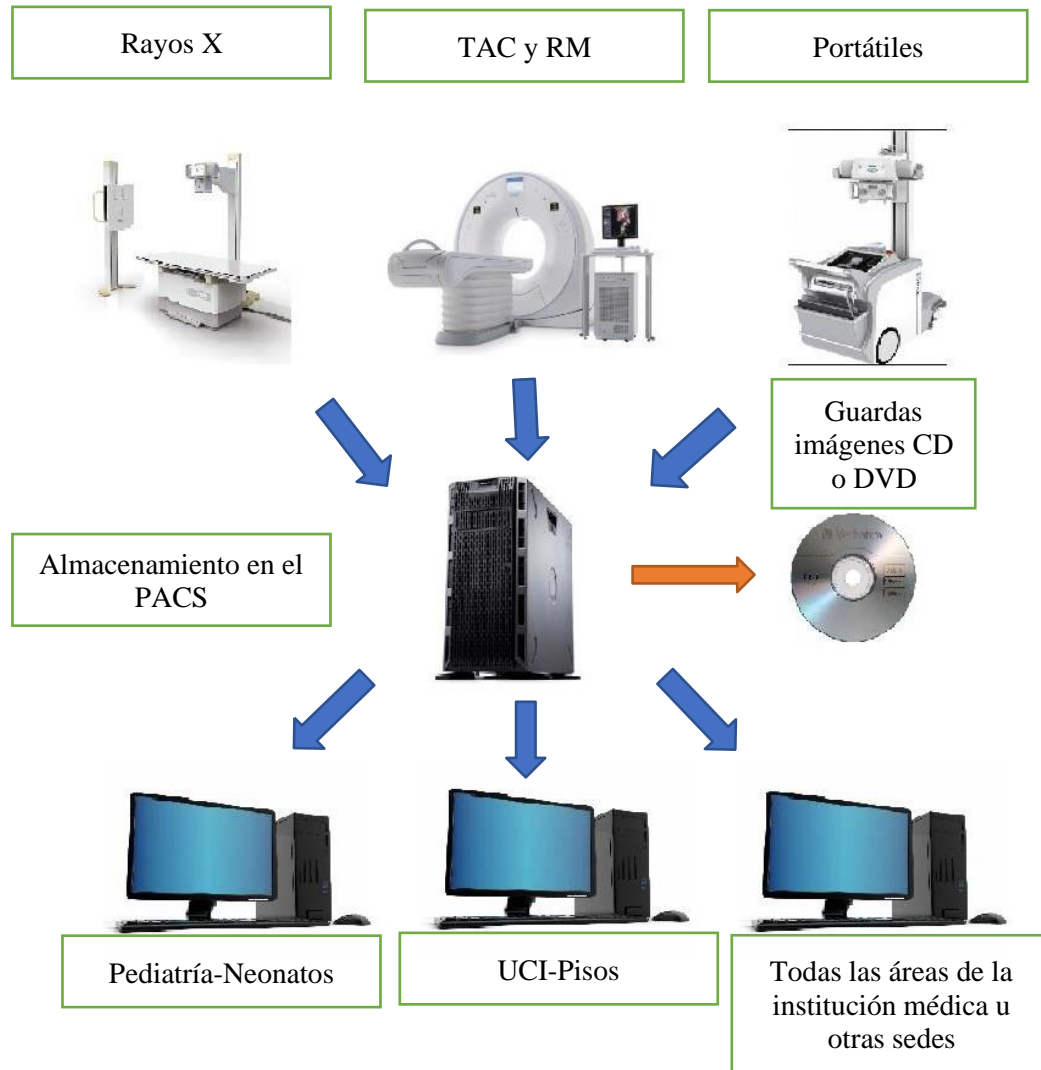 Rayos X
TAC y RM
Portátiles
Guardas
imágenes CD
o DVD
Almacenamiento en el
PACS
Verbatim
Pediatría-Neonatos
UCI-Pisos
Todas las áreas de la
institución médica u
otras sedes